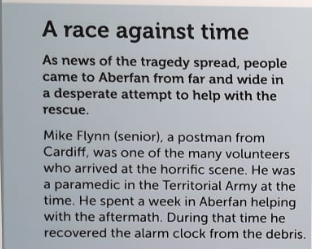 A race against time
As news of the tragedy spread, people
came to Aberfan from far and wide in
a desperate attempt to help with the
rescue.
Mike Flynn (senior), a postman from
Cardiff, was one of the many volunteers
who arrived at the horrific scene. He was
a paramedic in the Territorial Army at the
time. He spent a week in Aberfan helping
with the aftermath. During that time he
recovered the alarm clock from the debris.